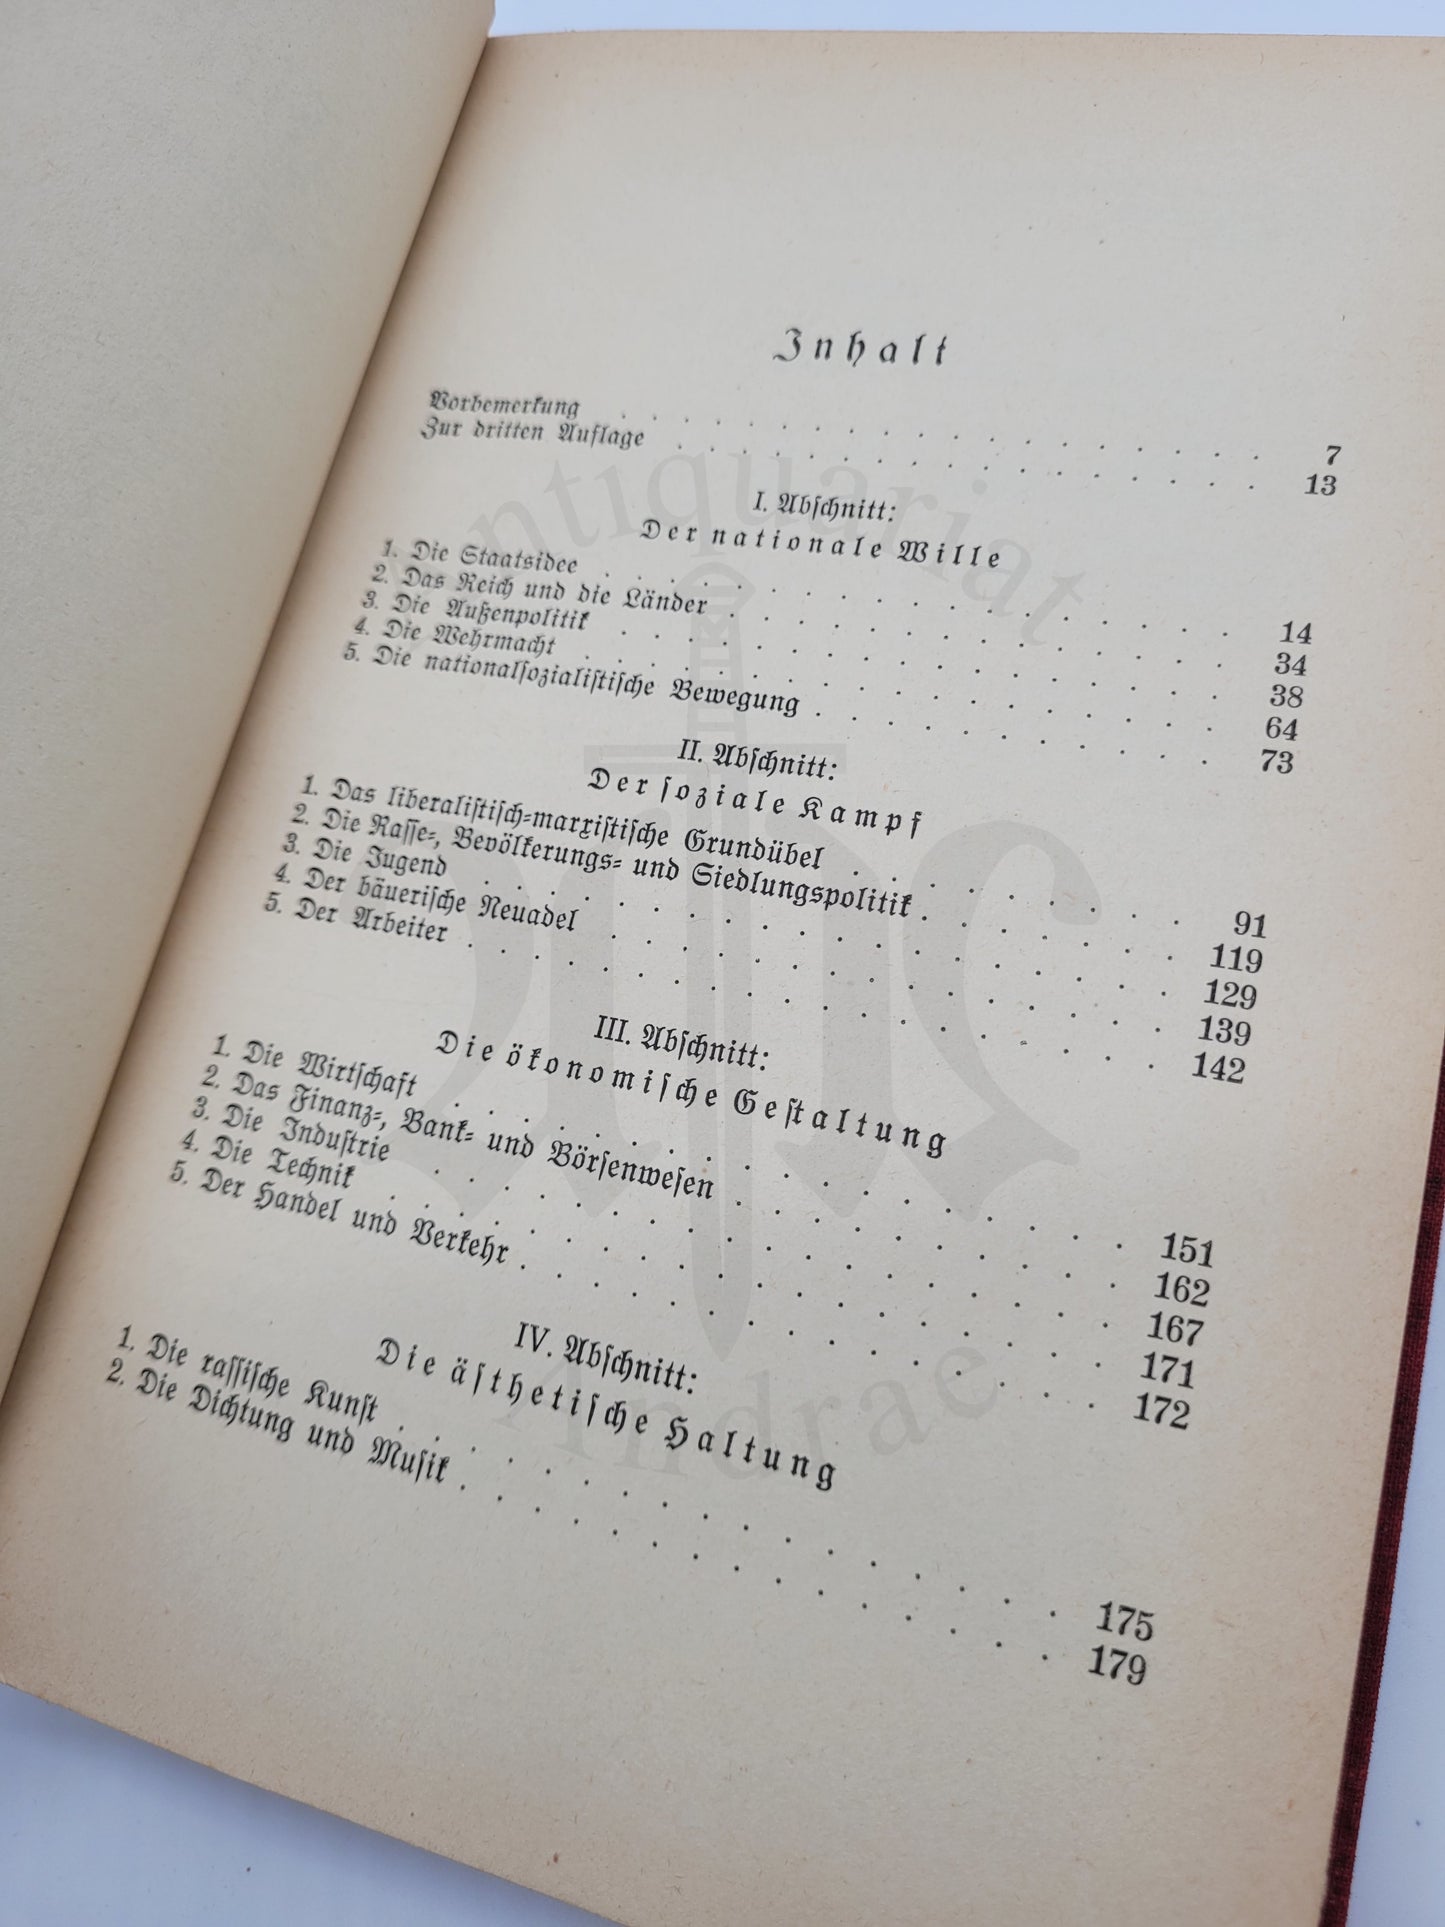 Inhalt
Vorbemerkung . . . . . . . . . . . . . . . . . . . . 7
Zur dritten Auflage . . . . . . . . . . . . . . . . . . 13
I. Abſchnitt:
Der nationale Wille
1. Die Staatsidee . . . . . . . . . . . . . . . . . . . . 14
2. Das Reich und die Länder . . . . . . . . . . . . . . . . 34
3. Die Außenpolitik . . . . . . . . . . . . . . . . . . . 38
4. Die Wehrmacht . . . . . . . . . . . . . . . . . . . . 64
5. Die nationalſozialiſtiſche Bewegung . . . . . . . . . . . . 73
II. Abſchnitt:
Der ſoziale Kampf
1. Das liberaliſtiſch-marxiſtiſche Grundübel . . . . . . . . . . 91
2. Die Raſſe-, Bevölkerungs- und Siedlungspolitik . . . . . . . . 119
3. Die Jugend . . . . . . . . . . . . . . . . . . . . . 129
4. Der bäueriſche Neuadel . . . . . . . . . . . . . . . . 139
5. Der Arbeiter . . . . . . . . . . . . . . . . . . . . 142
III. Abſchnitt:
Die ökonomiſche Geſtaltung
1. Die Wirtſchaft . . . . . . . . . . . . . . . . . . . . 151
2. Das Finanz-, Bank- und Börſenweſen . . . . . . . . . . . 162
3. Die Induſtrie . . . . . . . . . . . . . . . . . . . . 167
4. Die Technik . . . . . . . . . . . . . . . . . . . . . 171
5. Der Handel und Verkehr . . . . . . . . . . . . . . . . 172
IV. Abſchnitt:
Die äſthetiſche Haltung
1. Die raſſiſche Kunſt . . . . . . . . . . . . . . . . . . 175
2. Die Dichtung und Muſik . . . . . . . . . . . . . . . . 179
Antiquariat
Andrae